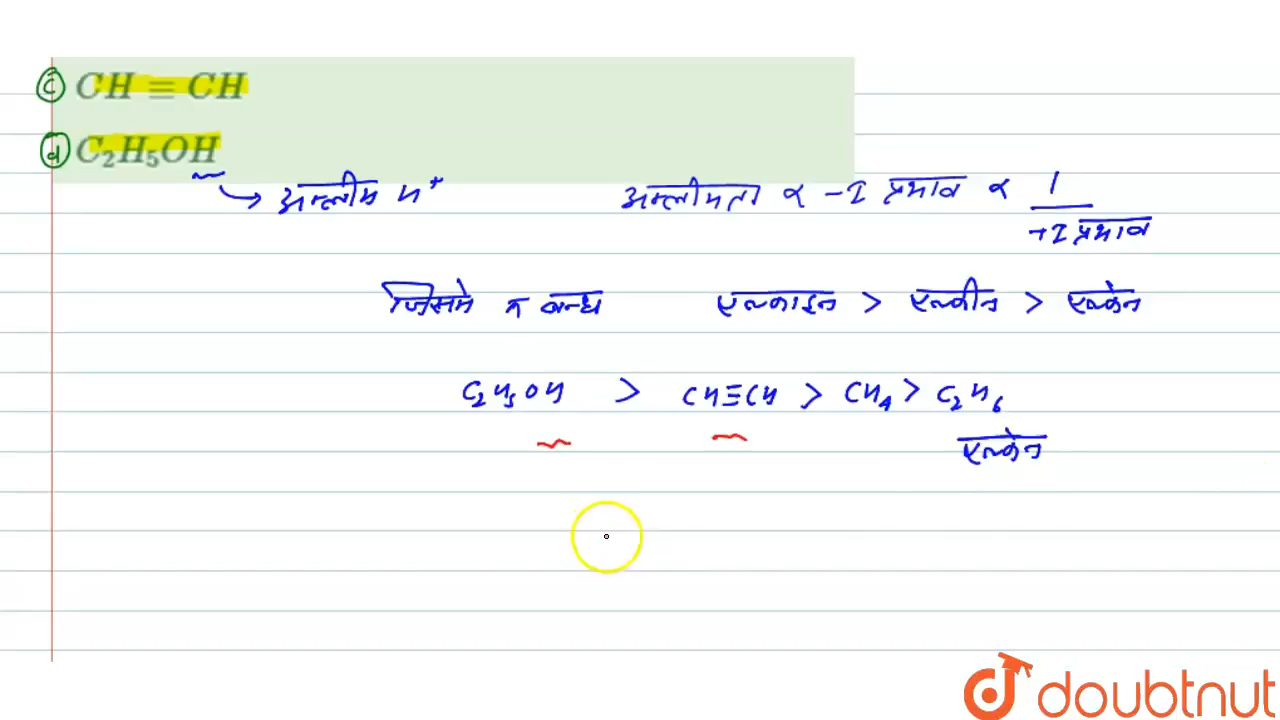 c CH ≡ CH
d C₂H₅OH
→ अम्लीय H⁺ अम्लीयता ∝ -I प्रभाव ∝ 1 / +I प्रभाव
जिसमे π बन्ध एल्काइन > एल्कीन > एल्केन
C₂H₅OH > CH≡CH > CH₄ > C₂H₆
एल्केन
doubtnut